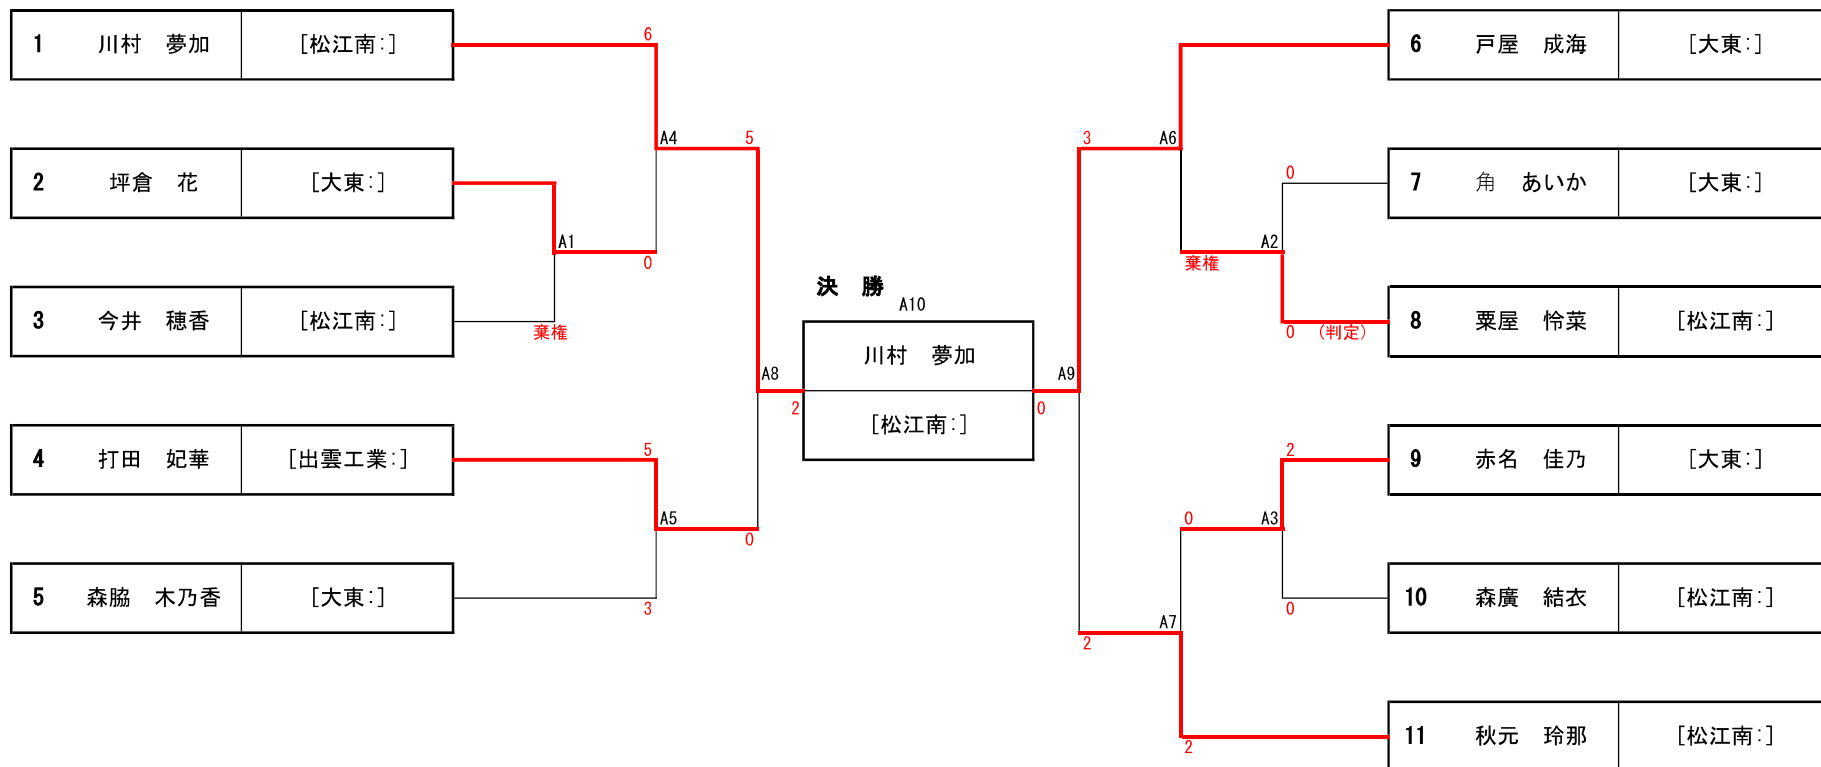 1 川村 夢加 [松江南:]
6
A4
5
2 坪倉 花 [大東:]
A1
0
3 今井 穂香 [松江南:]
棄権
A8
2
4 打田 妃華 [出雲工業:]
5
A5
0
5 森脇 木乃香 [大東:]
3
決 勝
A10
川村 夢加
[松江南:]
6 戸屋 成海 [大東:]
3
A6
0
7 角 あいか [大東:]
A2
棄権
8 粟屋 怜菜 [松江南:]
0 (判定)
A9
0
9 赤名 佳乃 [大東:]
2
0
A3
10 森廣 結衣 [松江南:]
0
A7
2
11 秋元 玲那 [松江南:]
2